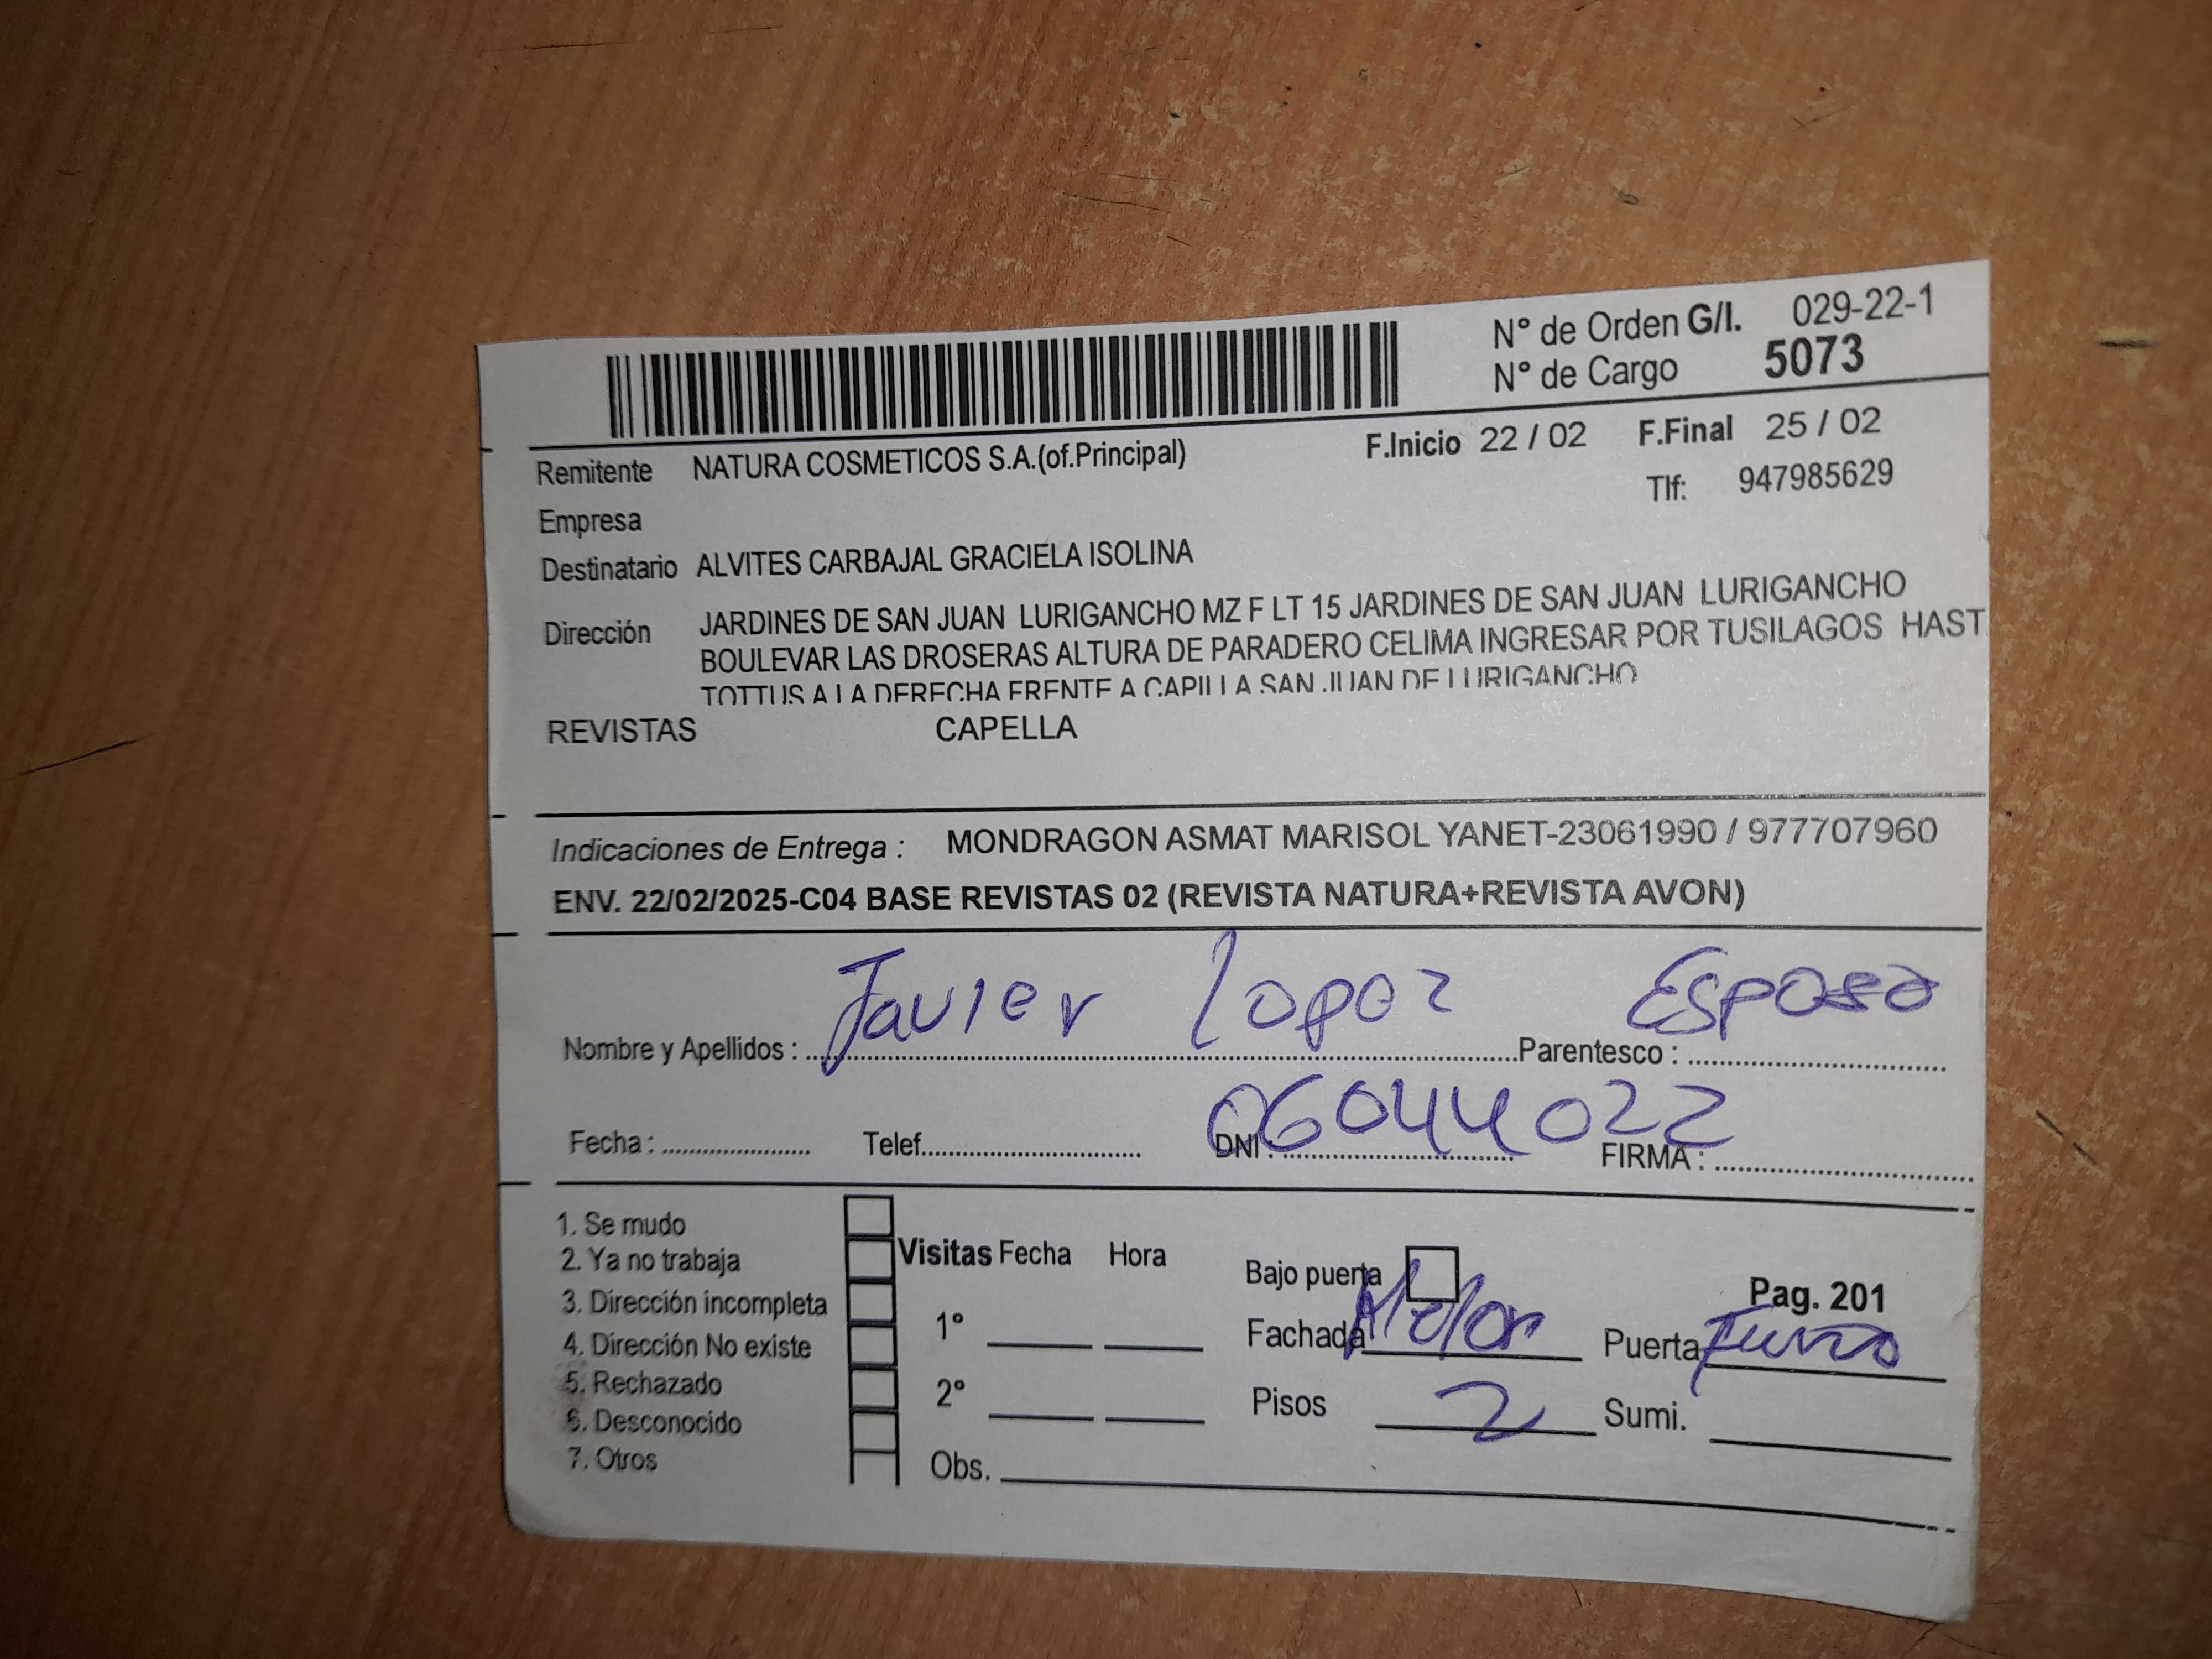 N° de Orden G/I. 029-22-1
N° de Cargo 5073
Remitente NATURA COSMETICOS S.A.(of.Principal) F.Inicio 22 / 02 F.Final 25 / 02
Tlf: 947985629
Empresa
Destinatario ALVITES CARBAJAL GRACIELA ISOLINA
Dirección JARDINES DE SAN JUAN LURIGANCHO MZ F LT 15 JARDINES DE SAN JUAN LURIGANCHO
BOULEVAR LAS DROSERAS ALTURA DE PARADERO CELIMA INGRESAR POR TUSILAGOS HAST
TOTTUS A LA DERECHA FRENTE A CAPILLA SAN JUAN DE LURIGANCHO
REVISTAS CAPELLA
Indicaciones de Entrega : MONDRAGON ASMAT MARISOL YANET-23061990 / 977707960
ENV. 22/02/2025-C04 BASE REVISTAS 02 (REVISTA NATURA+REVISTA AVON)
Nombre y Apellidos : Javier Lopez Parentesco : Esposo
Fecha : Telef. DNI : 06044022 FIRMA :
1. Se mudo
2. Ya no trabaja
3. Dirección incompleta
4. Dirección No existe
5. Rechazado
6. Desconocido
7. Otros
Visitas Fecha Hora
1°
2°
Obs.
Bajo puerta
Pag. 201
Fachada Puerta
Pisos 2 Sumi.